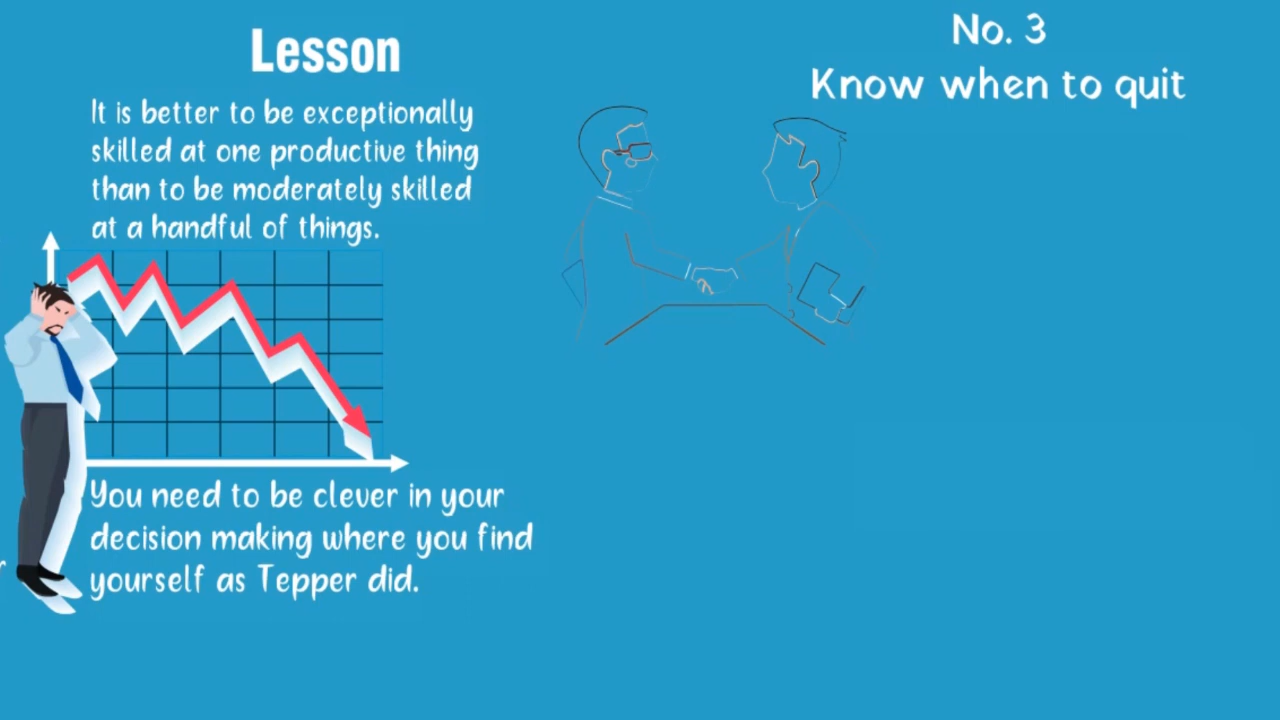 Lesson
It is better to be exceptionally
skilled at one productive thing
than to be moderately skilled
at a handful of things.
You need to be clever in your
decision making where you find
yourself as Tepper did.
No. 3
Know when to quit